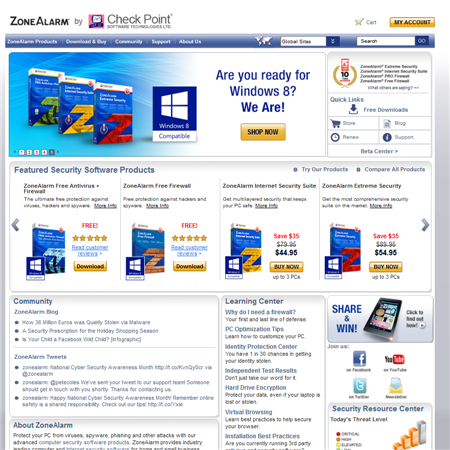 ZONEALARM by Check Point
SOFTWARE TECHNOLOGIES LTD.
Cart
MY ACCOUNT
ZoneAlarm Products Download & Buy Community Support About Us
Global Sites
Are you ready for
Windows 8?
We Are!
SHOP NOW
Windows 8
Compatible
1 2 3 4 5
ZoneAlarm Extreme Security
ZoneAlarm Internet Security Suite
ZoneAlarm PRO Firewall
ZoneAlarm Free Firewall
What others are saying >>
Quick Links
Free Downloads
Store
Blog
Renew
Support
Beta Center >
Featured Security Software Products
Try Our Products
Compare All Products
ZoneAlarm Free Antivirus +
Firewall
The ultimate free protection against
viruses, hackers and spyware. More Info
FREE!
Read customer
reviews >
Download
ZoneAlarm Free Firewall
Free protection against hackers and
spyware. More Info
FREE!
Read customer
reviews >
Download
ZoneAlarm Internet Security Suite
Get multilayered security that keeps
your PC safe. More Info
Save $35
$79.95
$44.95
BUY NOW
up to 3 PCs
ZoneAlarm Extreme Security
Get the most comprehensive security
suite on the market. More Info
Save $35
$89.95
$54.95
BUY NOW
up to 3 PCs
Community
ZoneAlarm Blog
How 36 Million Euros was Quietly Stolen via Malware
A Security Prescription for the Holiday Shopping Season
Is Your Child a Facebook Wild Child? [Infographic]
ZoneAlarm Tweets
zonealarm: National Cyber Security Awareness Month
via @zonealarm
zonealarm: @petecoles We've sent your tweet to our support team! Someone
should get in touch with you shortly. Thanks for contacting us.
zonealarm: Happy National Cyber Security Awareness Month! Remember online
safety is a shared responsibility. Check out our tips!
About ZoneAlarm
Protect your PC from viruses, spyware, phishing and other attacks with our
advanced computer security software products. ZoneAlarm provides industry
leading computer and Internet security software for home and small business
Learning Center
Why do I need a firewall?
Your first and last line of defense.
PC Optimization Tips
Learn how to customize your PC.
Identity Protection Center
You have 1 in 30 chances in getting
your identity stolen.
Independent Test Results
Don't just take our word for it.
Hard Drive Encryption
Protect your data, even if your laptop is
lost or stolen.
Virtual Browsing
Learn best practices to help secure
your browser.
Installation Best Practices
Are you currently running 3rd party
SHARE &
WIN!
Click to
find out
how!
Join us:
on Facebook
on YouTube
on Twitter
on Email
Security Resource Center
Today's Threat Level
CRITICAL
HIGH
ELEVATED